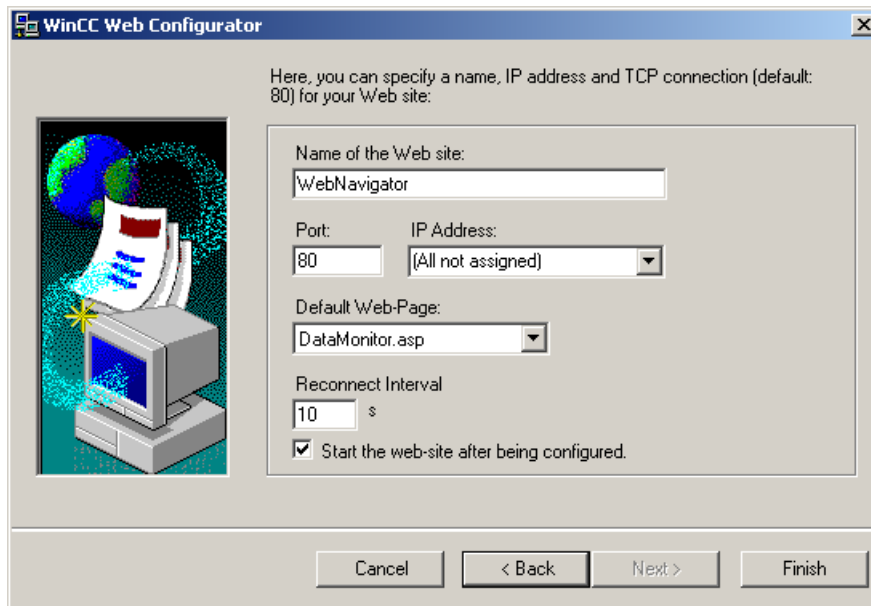 WinCC Web Configurator
Here, you can specify a name, IP address and TCP connection (default:
80) for your Web site:
Name of the Web site:
WebNavigator
Port:
IP Address:
80
(All not assigned)
Default Web-Page:
DataMonitor.asp
Reconnect Interval
10 s
Start the web-site after being configured.
Cancel
< Back
Next >
Finish